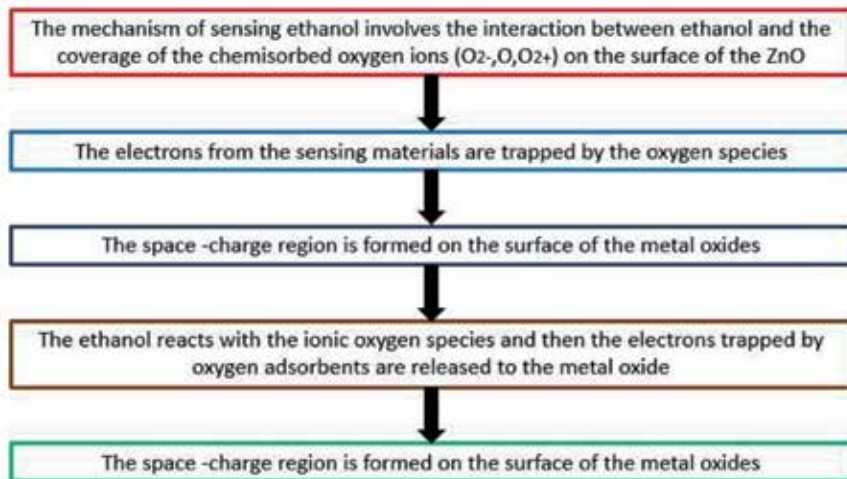 The mechanism of sensing ethanol involves the interaction between ethanol and the
coverage of the chemisorbed oxygen ions (O2-,O,O2+) on the surface of the ZnO
The electrons from the sensing materials are trapped by the oxygen species
The space -charge region is formed on the surface of the metal oxides
The ethanol reacts with the ionic oxygen species and then the electrons trapped by
oxygen adsorbents are released to the metal oxide
The space -charge region is formed on the surface of the metal oxides